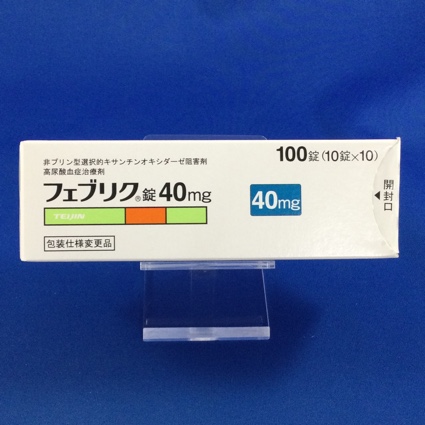 非プリン型選択的キサンチンオキシダーゼ阻害剤
高尿酸血症治療剤
フェブリク®錠40mg
TEIJIN
包装仕様変更品
100錠(10錠×10)
40mg
開封口